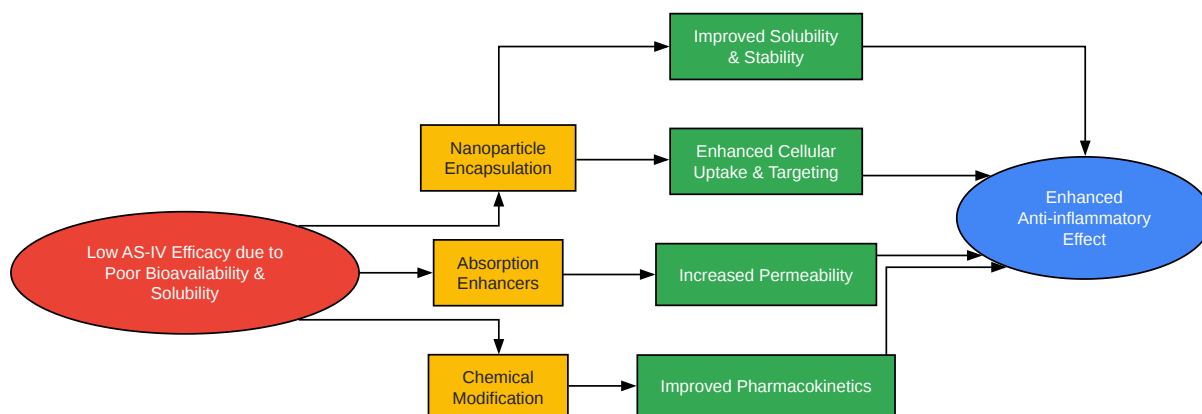 Low AS-IV Efficacy due to
Poor Bioavailability &
Solubility
Nanoparticle
Encapsulation
Absorption
Enhancers
Chemical
Modification
Improved Solubility
& Stability
Enhanced Cellular
Uptake & Targeting
Increased Permeability
Improved Pharmacokinetics
Enhanced
Anti-inflammatory
Effect